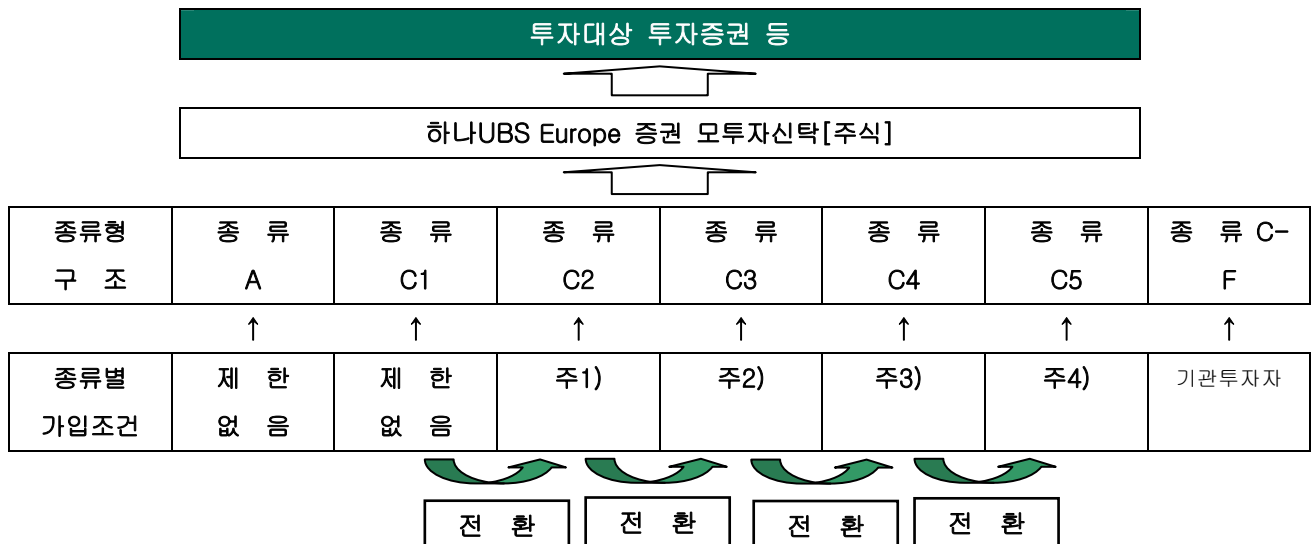 투자대상 투자증권 등
하나UBS Europe 증권 모투자신탁[주식]
종류형 종 류 종 류 종 류 종 류 종 류 종 류 종 류 C-
구 조 A C1 C2 C3 C4 C5 F
↑ ↑ ↑ ↑ ↑ ↑ ↑
종류별 제 한 제 한 주1) 주2) 주3) 주4) 기관투자자
가입조건 없 음 없 음
전 환 전 환 전 환 전 환